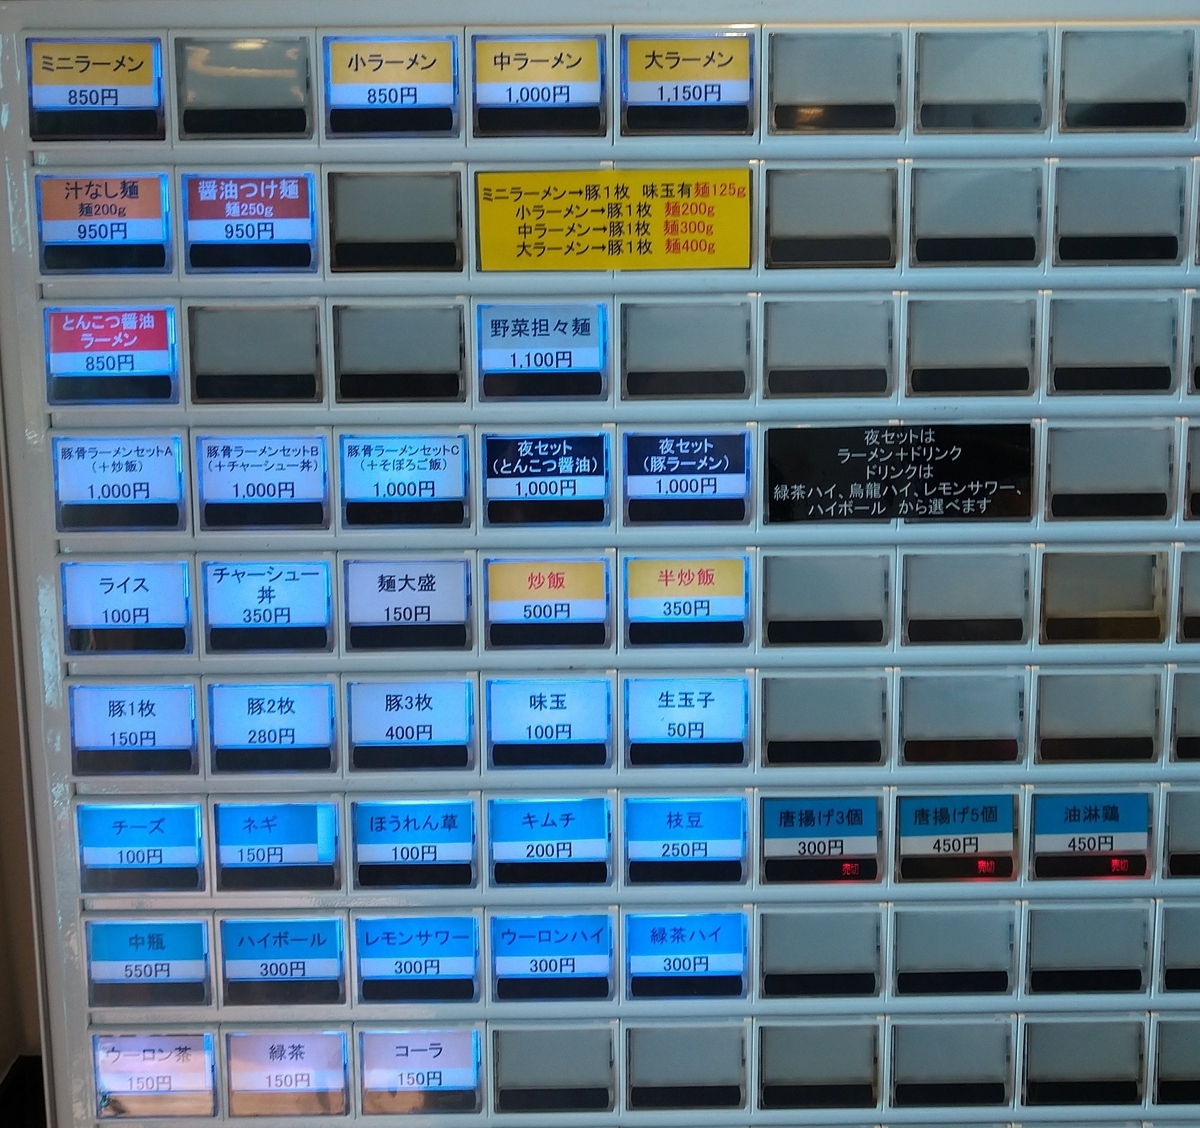 ミニラーメン
850円
小ラーメン
850円
中ラーメン
1,000円
大ラーメン
1,150円
汁なし麺
麺200g
950円
醤油つけ麺
麺250g
950円
ミニラーメン→豚1枚 味玉有麺125g
小ラーメン→豚1枚 麺200g
中ラーメン→豚1枚 麺300g
大ラーメン→豚1枚 麺400g
とんこつ醤油
ラーメン
850円
野菜担々麺
1,100円
豚骨ラーメンセットA
(+炒飯)
1,000円
豚骨ラーメンセットB
(+チャーシュー丼)
1,000円
豚骨ラーメンセットC
(+そぼろご飯)
1,000円
夜セット
(とんこつ醤油)
1,000円
夜セット
(豚ラーメン)
1,000円
夜セットは
ラーメン+ドリンク
ドリンクは
緑茶ハイ、烏龍ハイ、レモンサワー、
ハイボール から選べます
ライス
100円
チャーシュー
丼
350円
麺大盛
150円
炒飯
500円
半炒飯
350円
豚1枚
150円
豚2枚
280円
豚3枚
400円
味玉
100円
生玉子
50円
チーズ
100円
ネギ
150円
ほうれん草
100円
キムチ
200円
枝豆
250円
唐揚げ3個
300円
売切
唐揚げ5個
450円
売切
油淋鶏
450円
売切
中瓶
550円
ハイボール
300円
レモンサワー
300円
ウーロンハイ
300円
緑茶ハイ
300円
ウーロン茶
150円
緑茶
150円
コーラ
150円